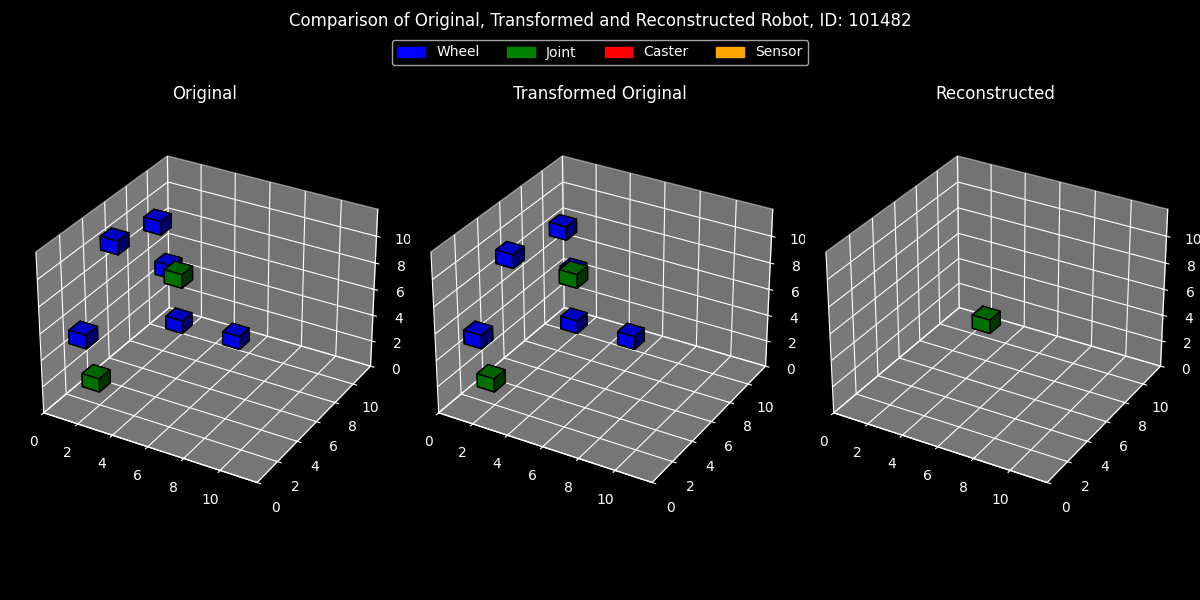 Comparison of Original, Transformed and Reconstructed Robot, ID: 101482
Wheel Joint Caster Sensor
Original Transformed Original Reconstructed
10 10 10
8 8 8
6 6 6
4 4 4
2 2 2
0 0 0
10 10 10
8 8 8
6 6 6
4 4 4
2 2 2
0 0 0
0 2 4 6 8 10 0 2 4 6 8 10 0 2 4 6 8 10